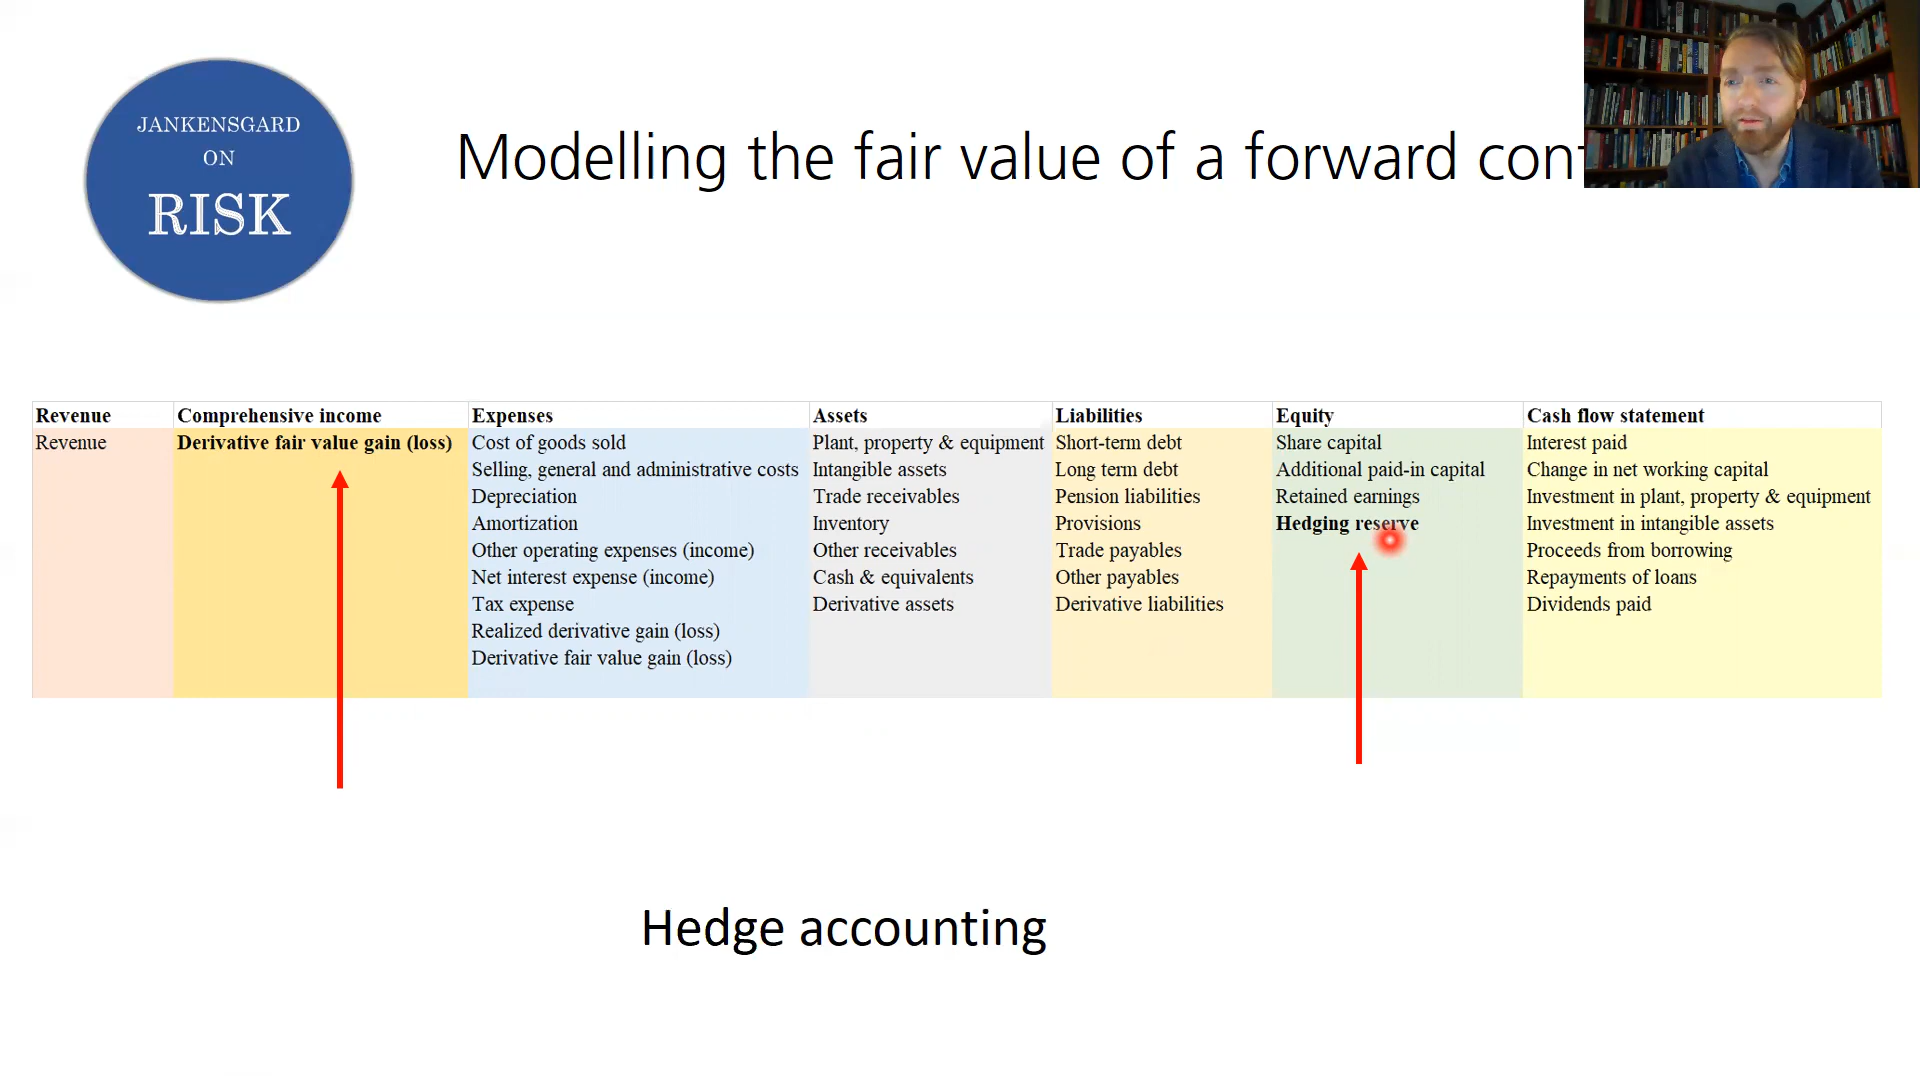 JANKENSGARD
ON
RISK
Modelling the fair value of a forward cont
Revenue Comprehensive income Expenses Assets Liabilities Equity Cash flow statement
Revenue Derivative fair value gain (loss) Cost of goods sold Plant, property & equipment Short-term debt Share capital Interest paid
Selling, general and administrative costs Intangible assets Long term debt Additional paid-in capital Change in net working capital
Depreciation Trade receivables Pension liabilities Retained earnings Investment in plant, property & equipment
Amortization Inventory Provisions Hedging reserve Investment in intangible assets
Other operating expenses (income) Other receivables Trade payables Proceeds from borrowing
Net interest expense (income) Cash & equivalents Other payables Repayments of loans
Tax expense Derivative assets Derivative liabilities Dividends paid
Realized derivative gain (loss)
Derivative fair value gain (loss)
Hedge accounting